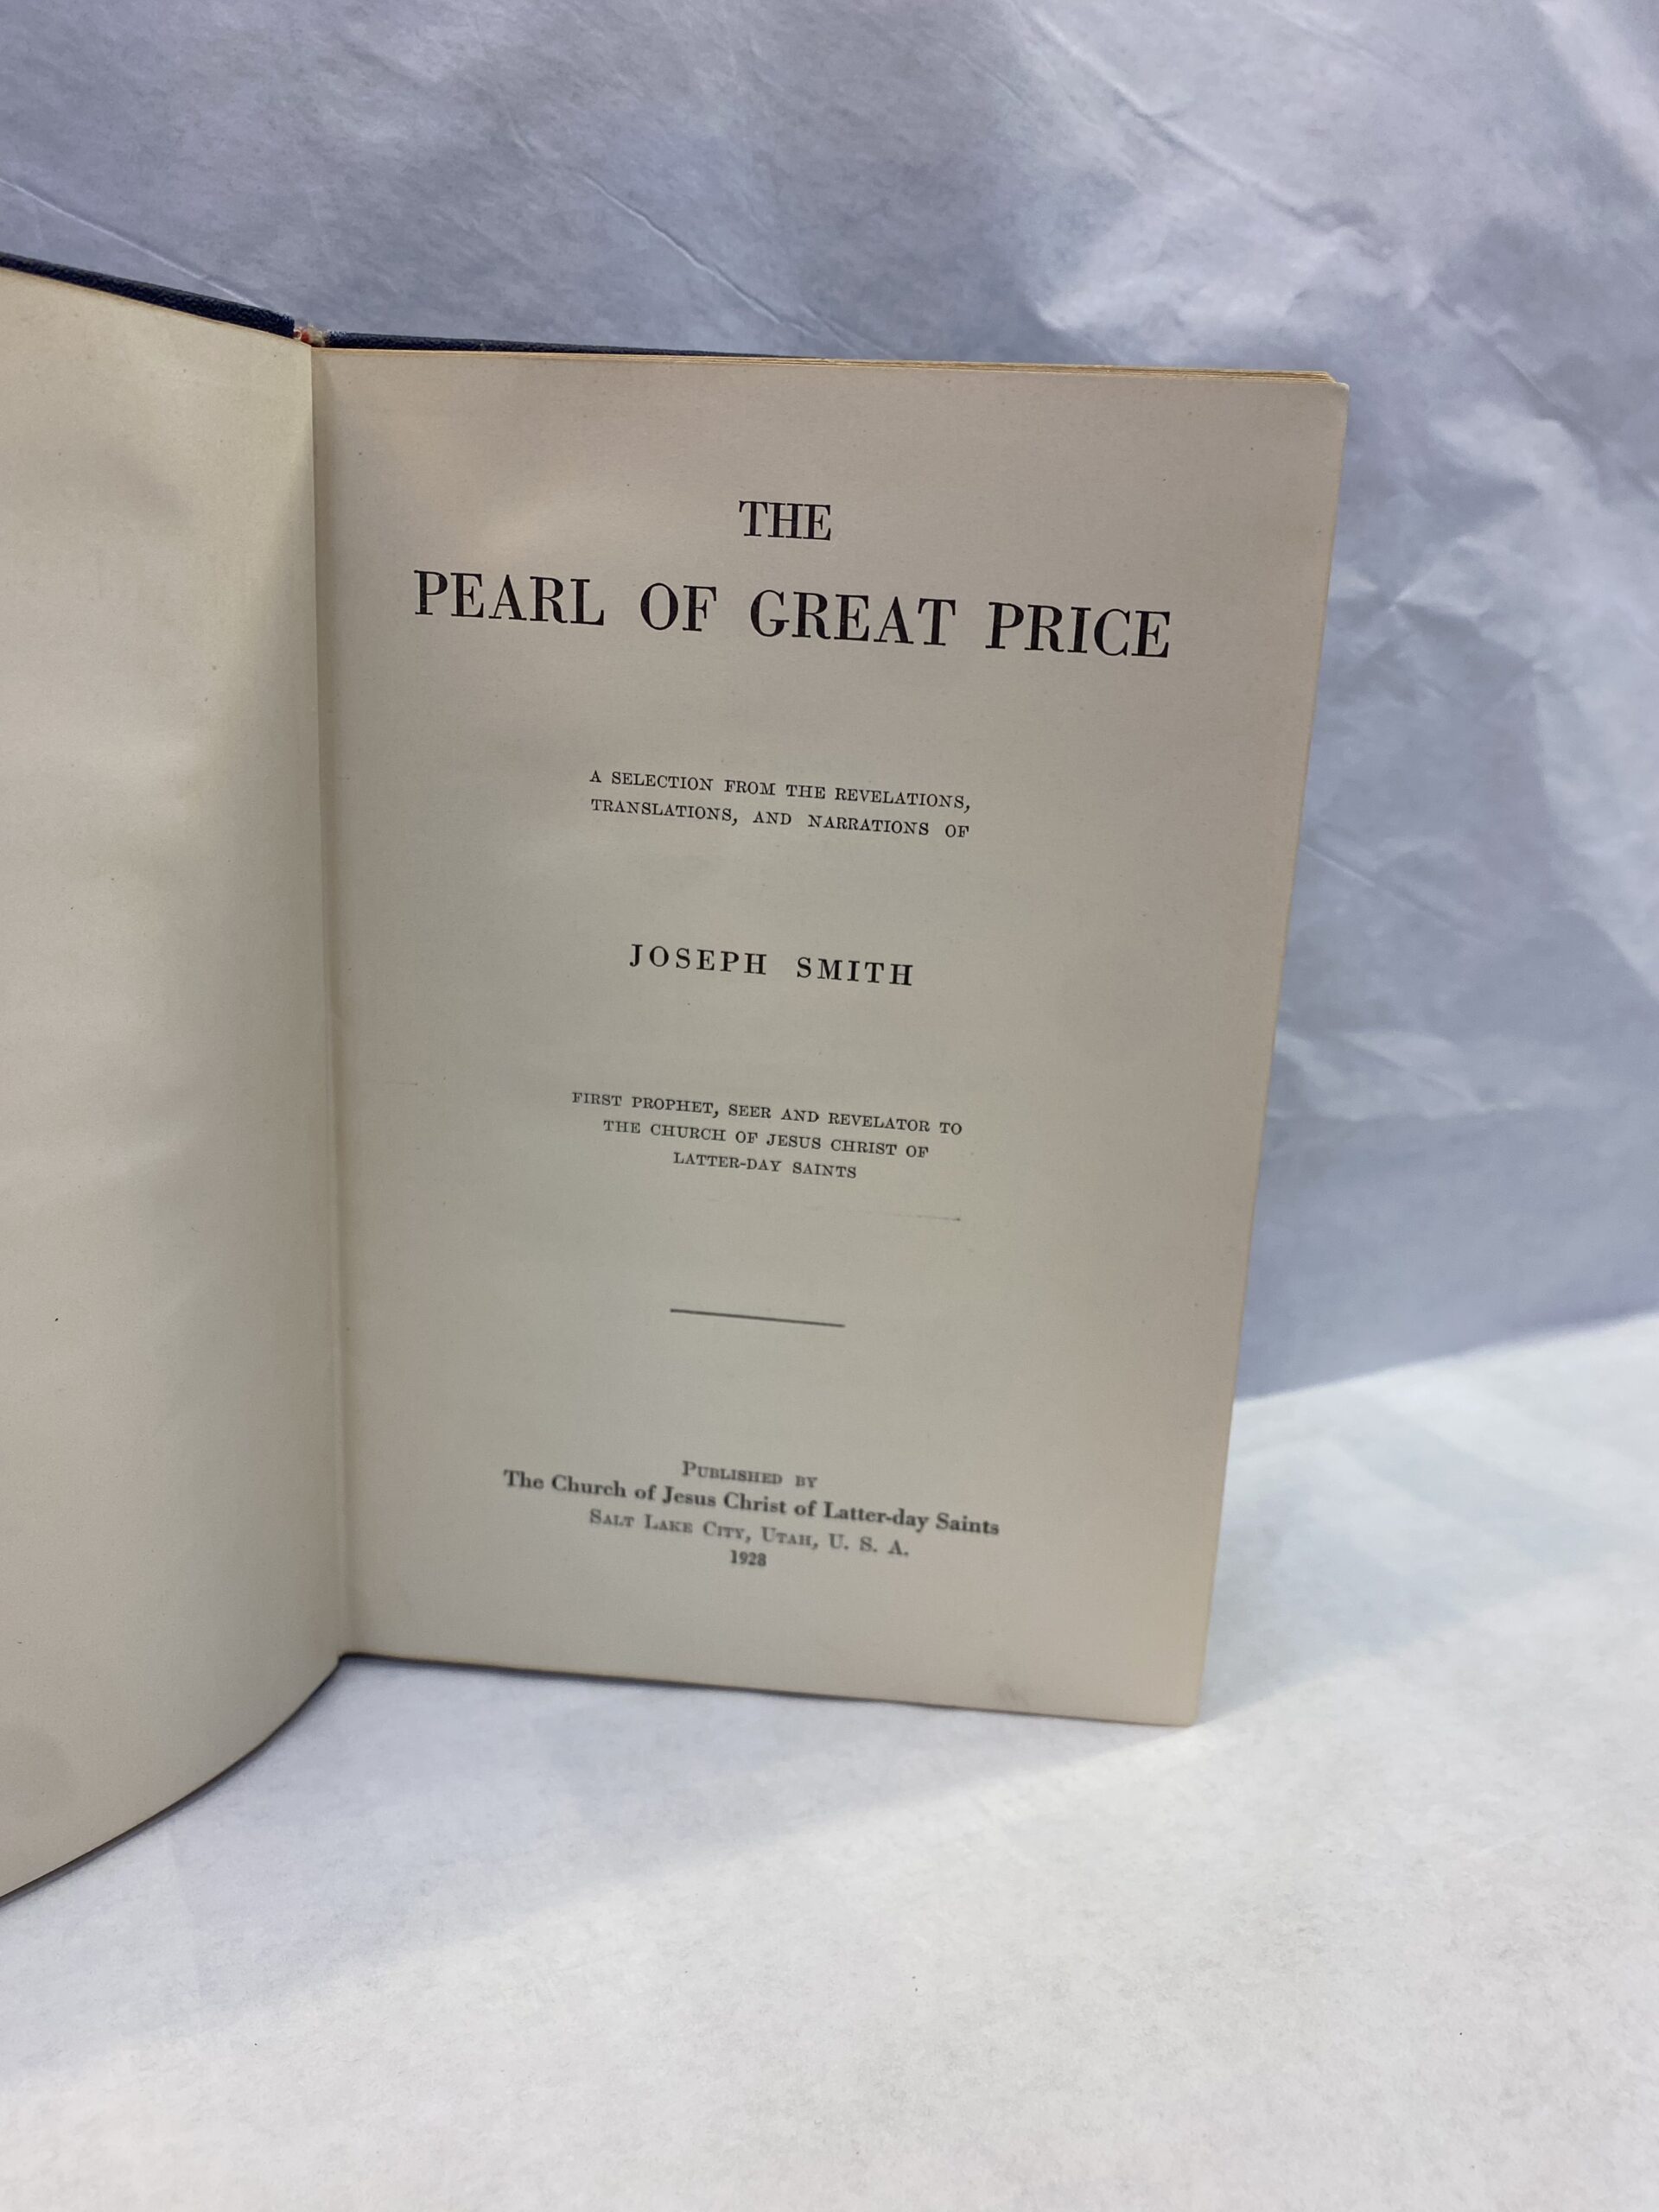 THE
PEARL OF GREAT PRICE
A SELECTION FROM THE REVELATIONS,
TRANSLATIONS, AND NARRATIONS OF
JOSEPH SMITH
FIRST PROPHET, SEER AND REVELATOR TO
THE CHURCH OF JESUS CHRIST OF
LATTER-DAY SAINTS
PUBLISHED BY
The Church of Jesus Christ of Latter-day Saints
SALT LAKE CITY, UTAH, U. S. A.
1928